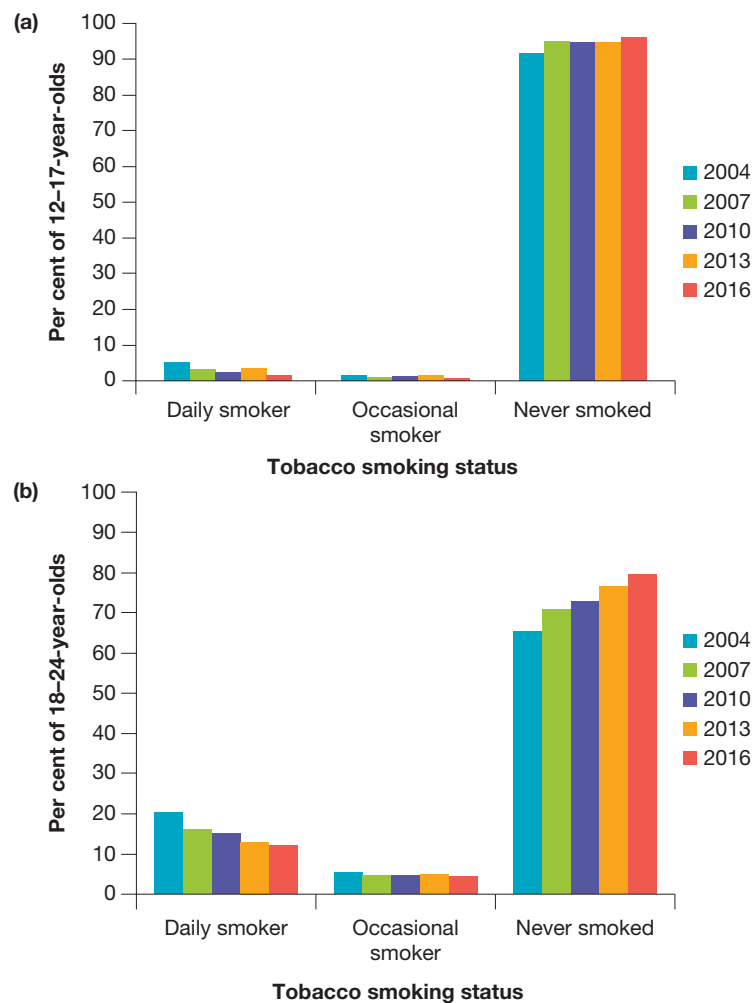 (a)
Per cent of 12–17-year-olds
100
90
80
70
60
50
40
30
20
10
0
Daily smoker
Occasional
smoker
Never smoked
Tobacco smoking status
2004
2007
2010
2013
2016
(b)
Per cent of 18–24-year-olds
100
90
80
70
60
50
40
30
20
10
0
Daily smoker
Occasional
smoker
Never smoked
Tobacco smoking status
2004
2007
2010
2013
2016